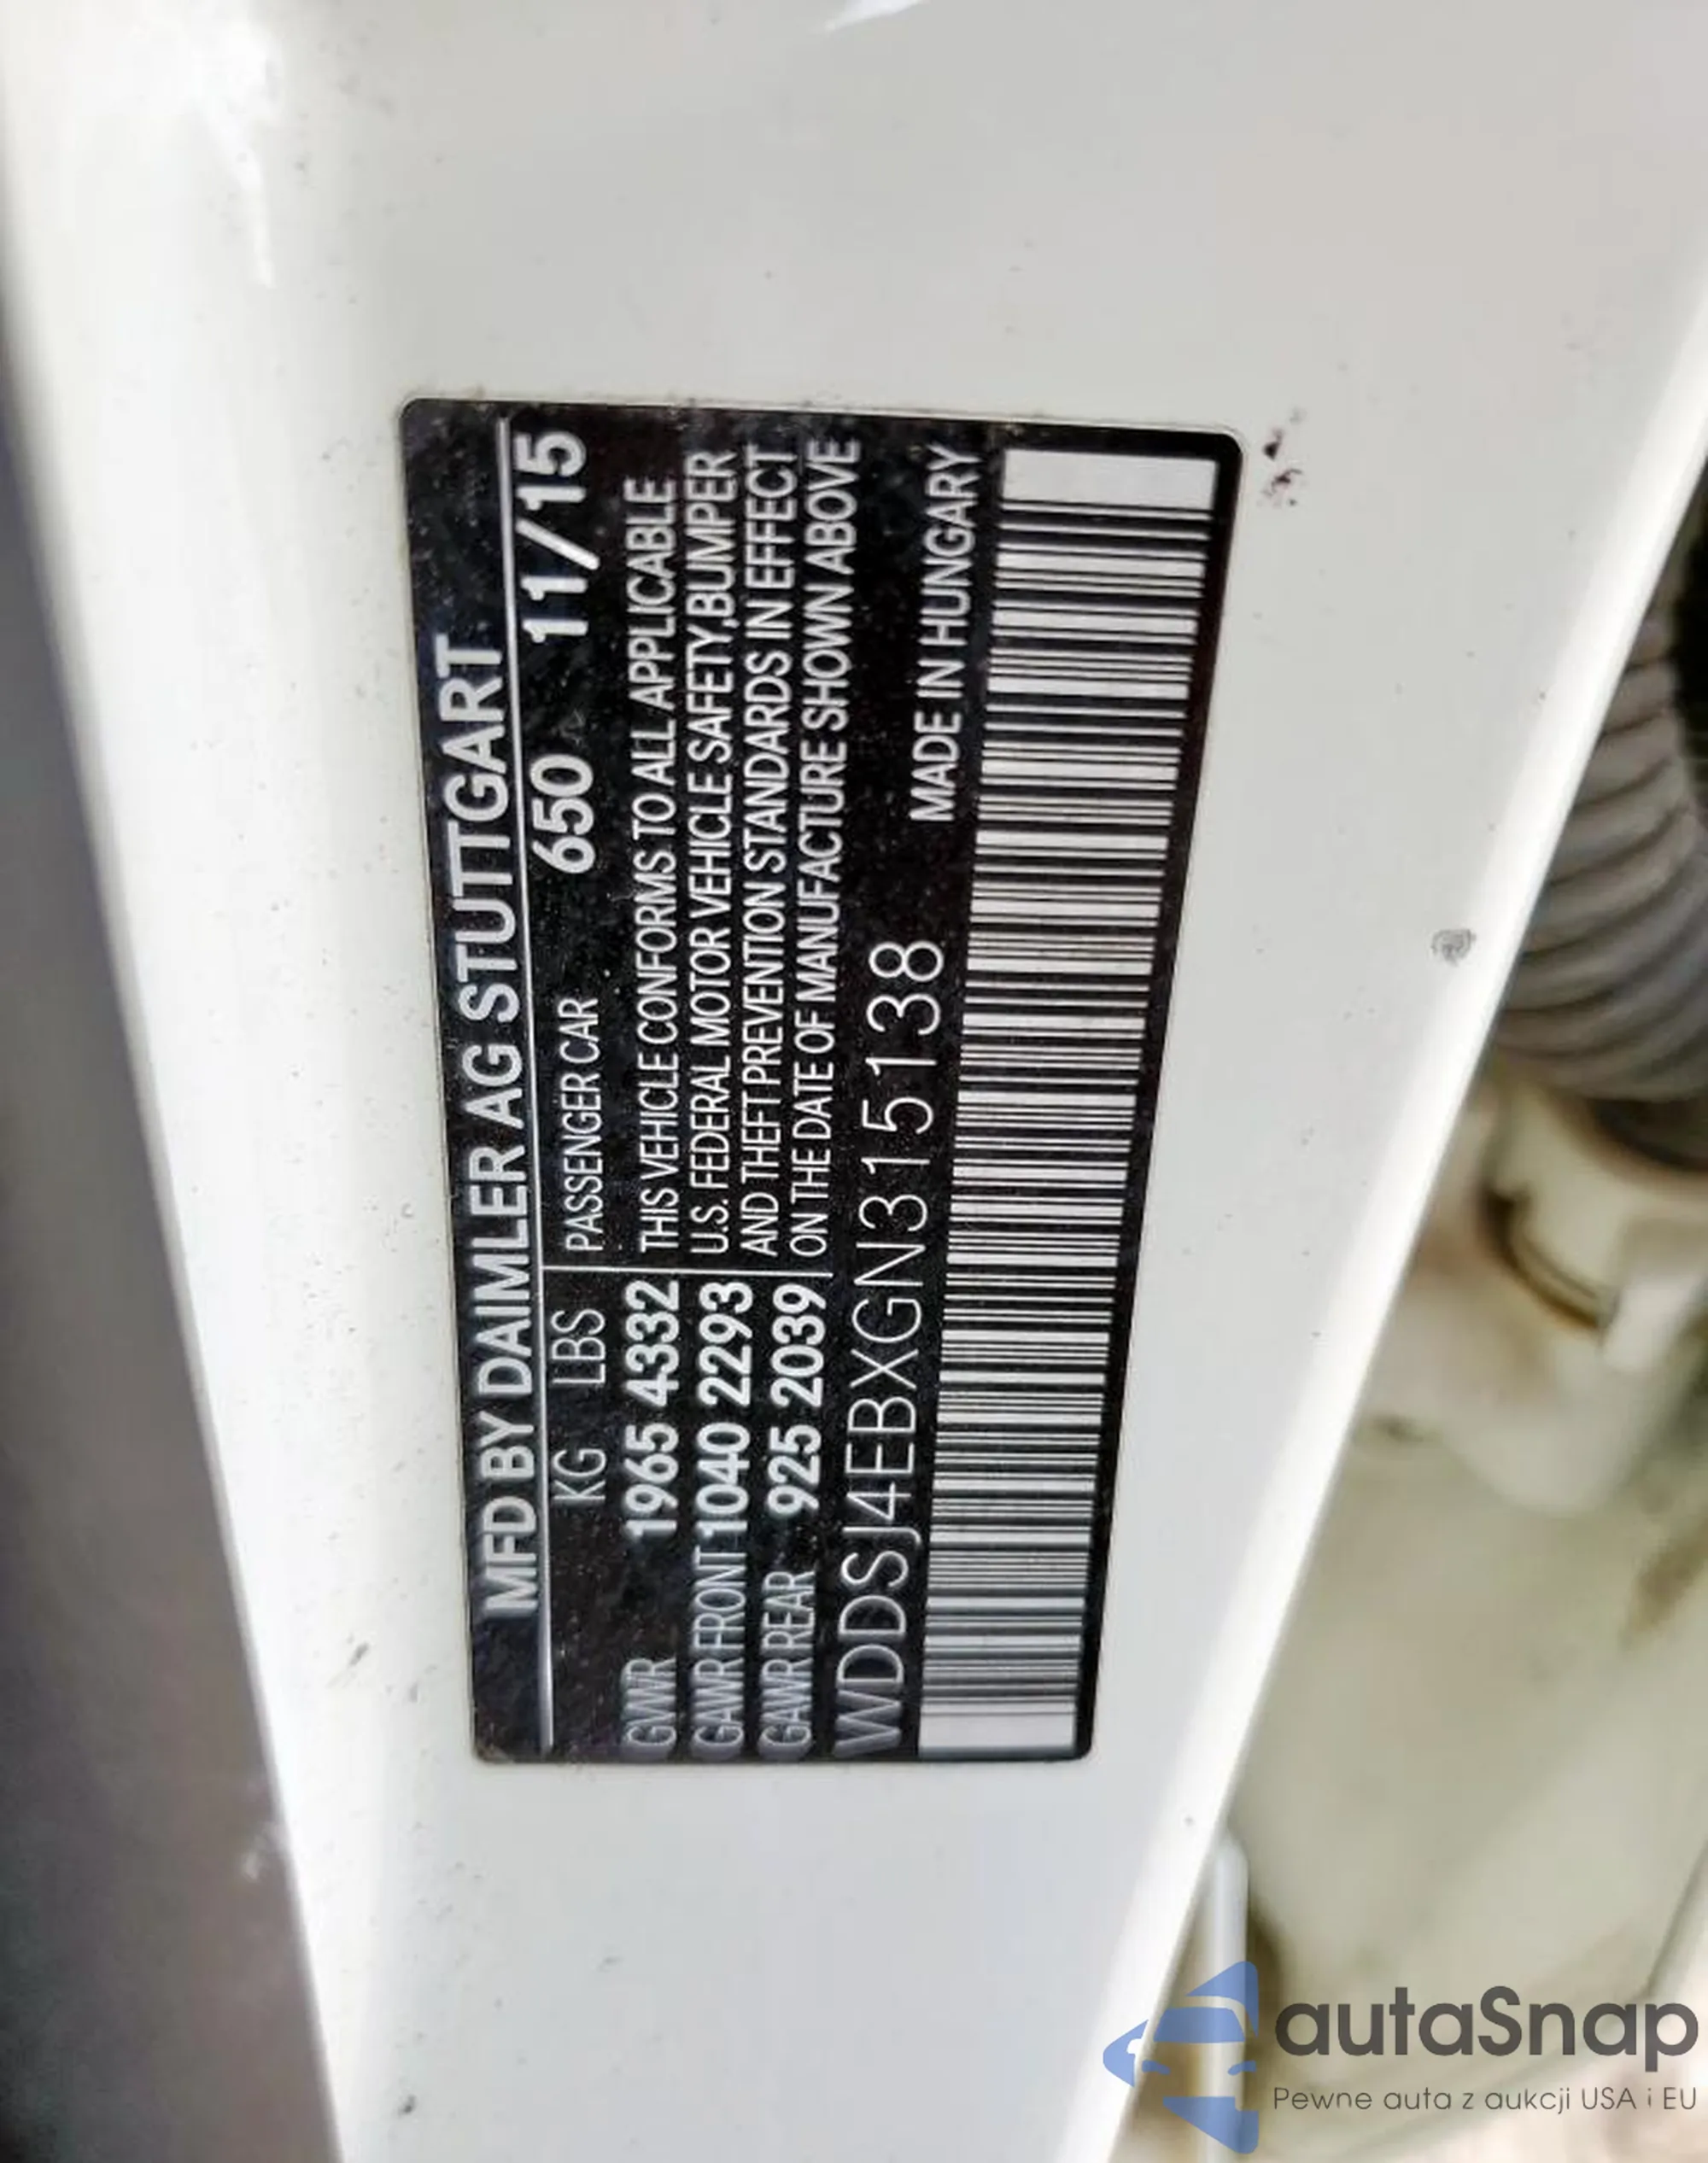 MFD BY DAIMLER AG STUTTGART
KG LBS PASSENGER CAR 650 11/15
GVWR 1965 4332 THIS VEHICLE CONFORMS TO ALL APPLICABLE
GAWR FRONT 1040 2293 U.S. FEDERAL MOTOR VEHICLE SAFETY,BUMPER
GAWR REAR 925 2039 AND THEFT PREVENTION STANDARDS IN EFFECT
ON THE DATE OF MANUFACTURE SHOWN ABOVE
WDDSJ4EBXGN315138
MADE IN HUNGARY
autaSnap
Pewne auta z aukcji USA i EU